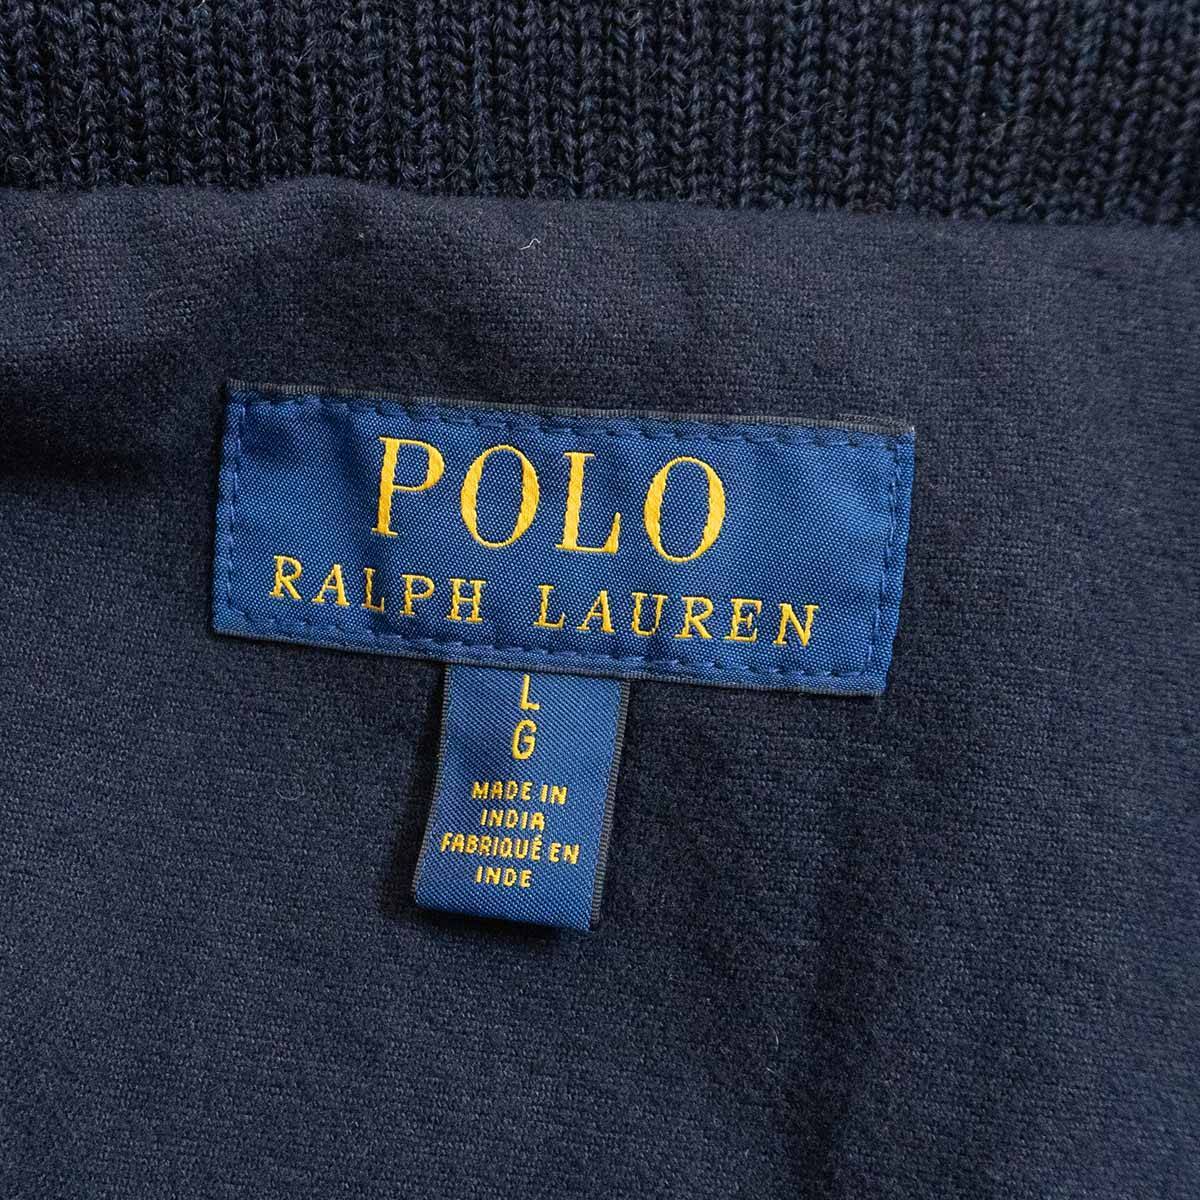 POLO
RALPH LAUREN
L
G
MADE IN
INDIA
FABRIQUÉ EN
INDE